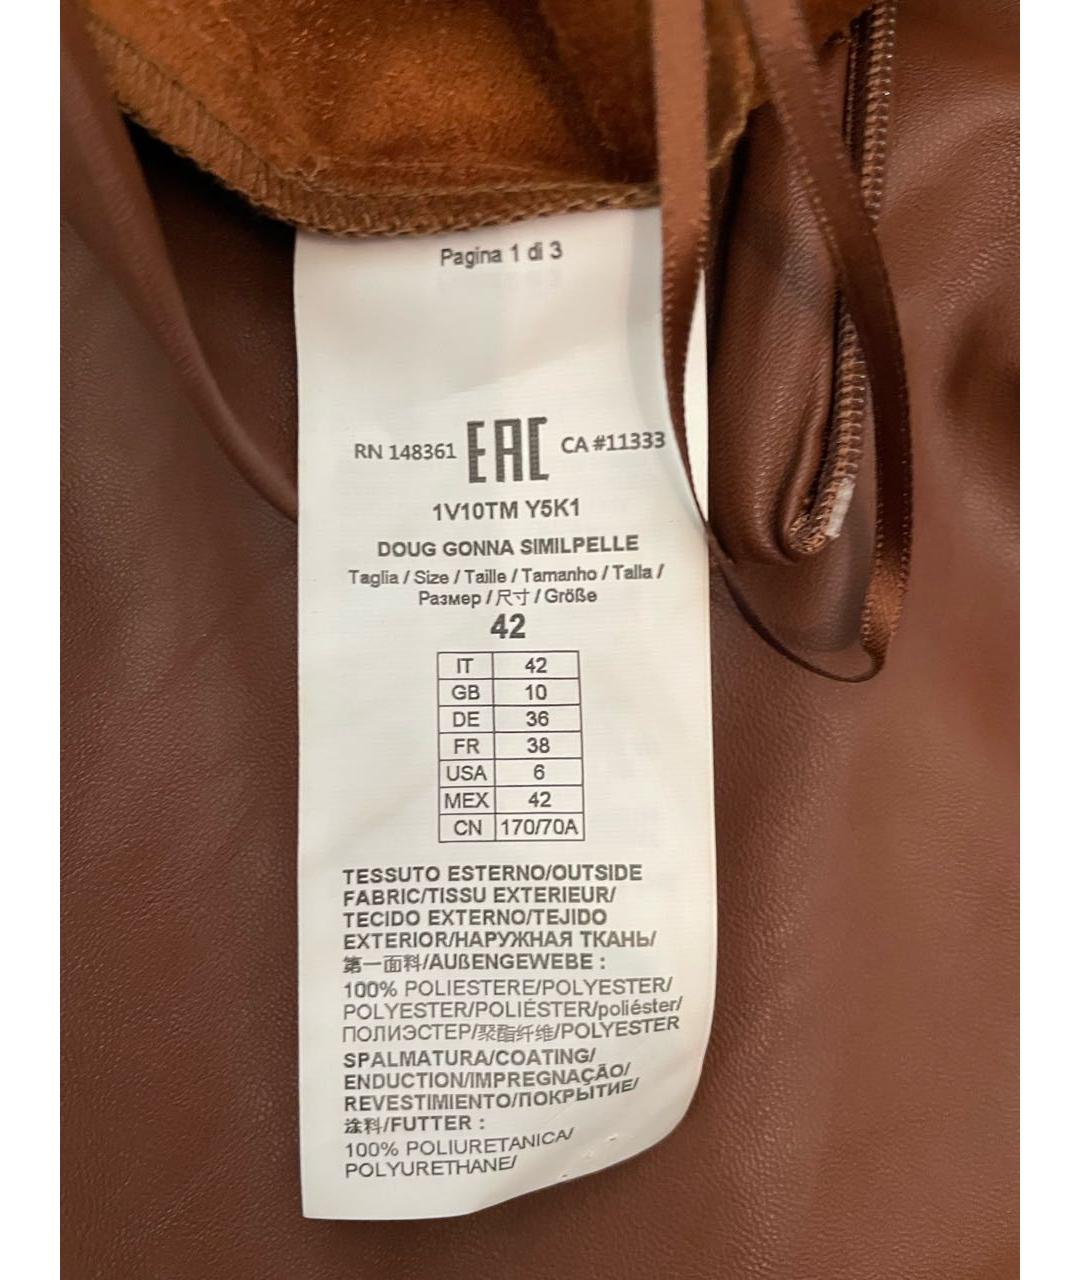 Pagina 1 di 3
RN 148361 EAC CA #11333
1V10TM Y5K1
DOUG GONNA SIMILPELLE
Taglia / Size / Taille / Tamanho / Talla /
Размер / 尺寸 / Größe
42
IT 42
GB 10
DE 36
FR 38
USA 6
MEX 42
CN 170/70A
TESSUTO ESTERNO/OUTSIDE
FABRIC/TISSU EXTERIEUR/
TECIDO EXTERNO/TEJIDO
EXTERIOR/НАРУЖНАЯ ТКАНЬ/
第一面料/AUßENGEWEBE :
100% POLIESTERE/POLYESTER/
POLYESTER/POLIÉSTER/poliéster/
ПОЛИЭСТЕР/聚酯纤维/POLYESTER
SPALMATURA/COATING/
ENDUCTION/IMPREGNAÇÃO/
REVESTIMIENTO/ПОКРЫТИЕ/
涂料/FUTTER :
100% POLIURETANICA/
POLYURETHANE/